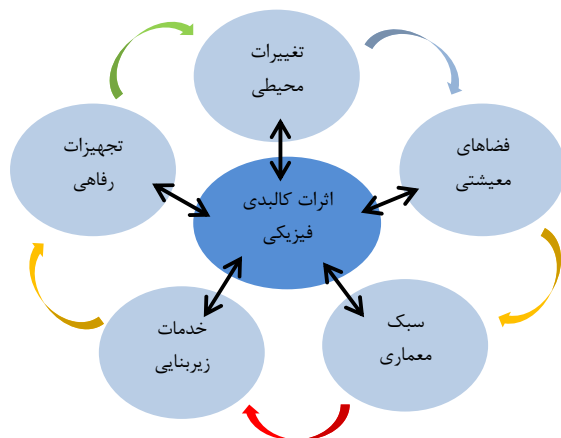 تغییرات
محیطی
فضاهای
معیشتی
سبک
معماری
خدمات
زیربنایی
تجهیزات
رفاهی
اثرات کالبدی
فیزیکی